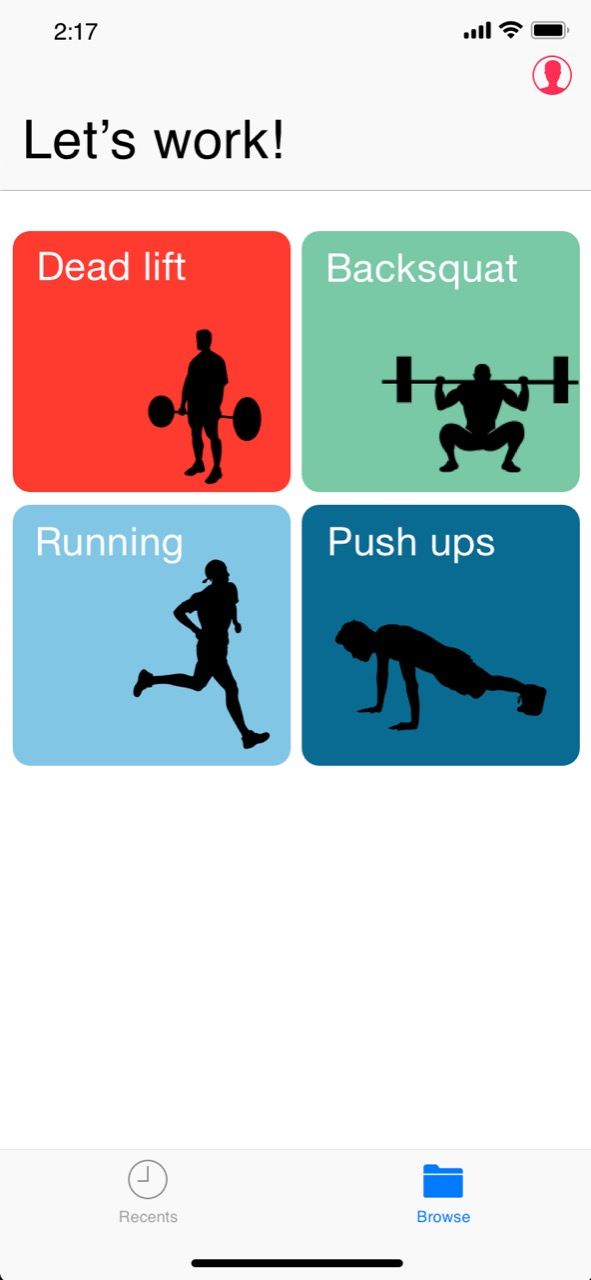 2:17
Let’s work!
Dead lift
Backsquat
Running
Push ups
Recents
Browse